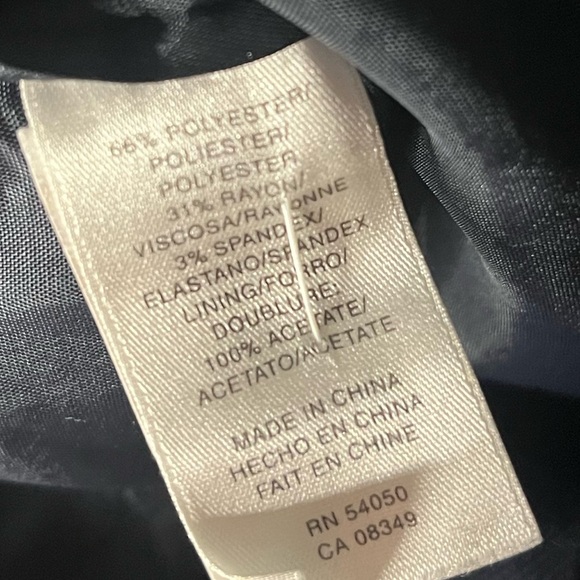 66% POLYESTER/
POLIESTER/
POLYESTER
31% RAYON/
VISCOSA/RAYONNE
3% SPANDEX/
ELASTANO/SPANDEX
LINING/FORRO/
DOUBLURE:
100% ACETATE/
ACETATO/ACETATE
MADE IN CHINA
HECHO EN CHINA
FAIT EN CHINE
RN 54050
CA 08349